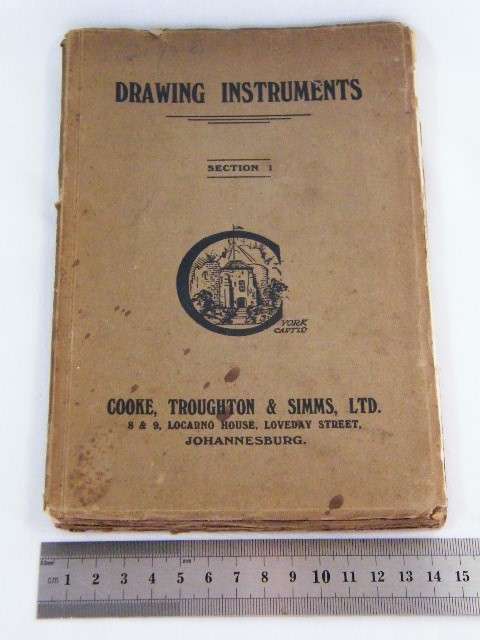 DRAWING INSTRUMENTS
SECTION 1
C
YORK
COOKE, TROUGHTON & SIMMS, LTD.
8 & 9, LOCARNO HOUSE, LOVEDAY STREET,
JOHANNESBURG.
cm 1 2 3 4 5 6 7 8 9 10 11 12 13 14 15